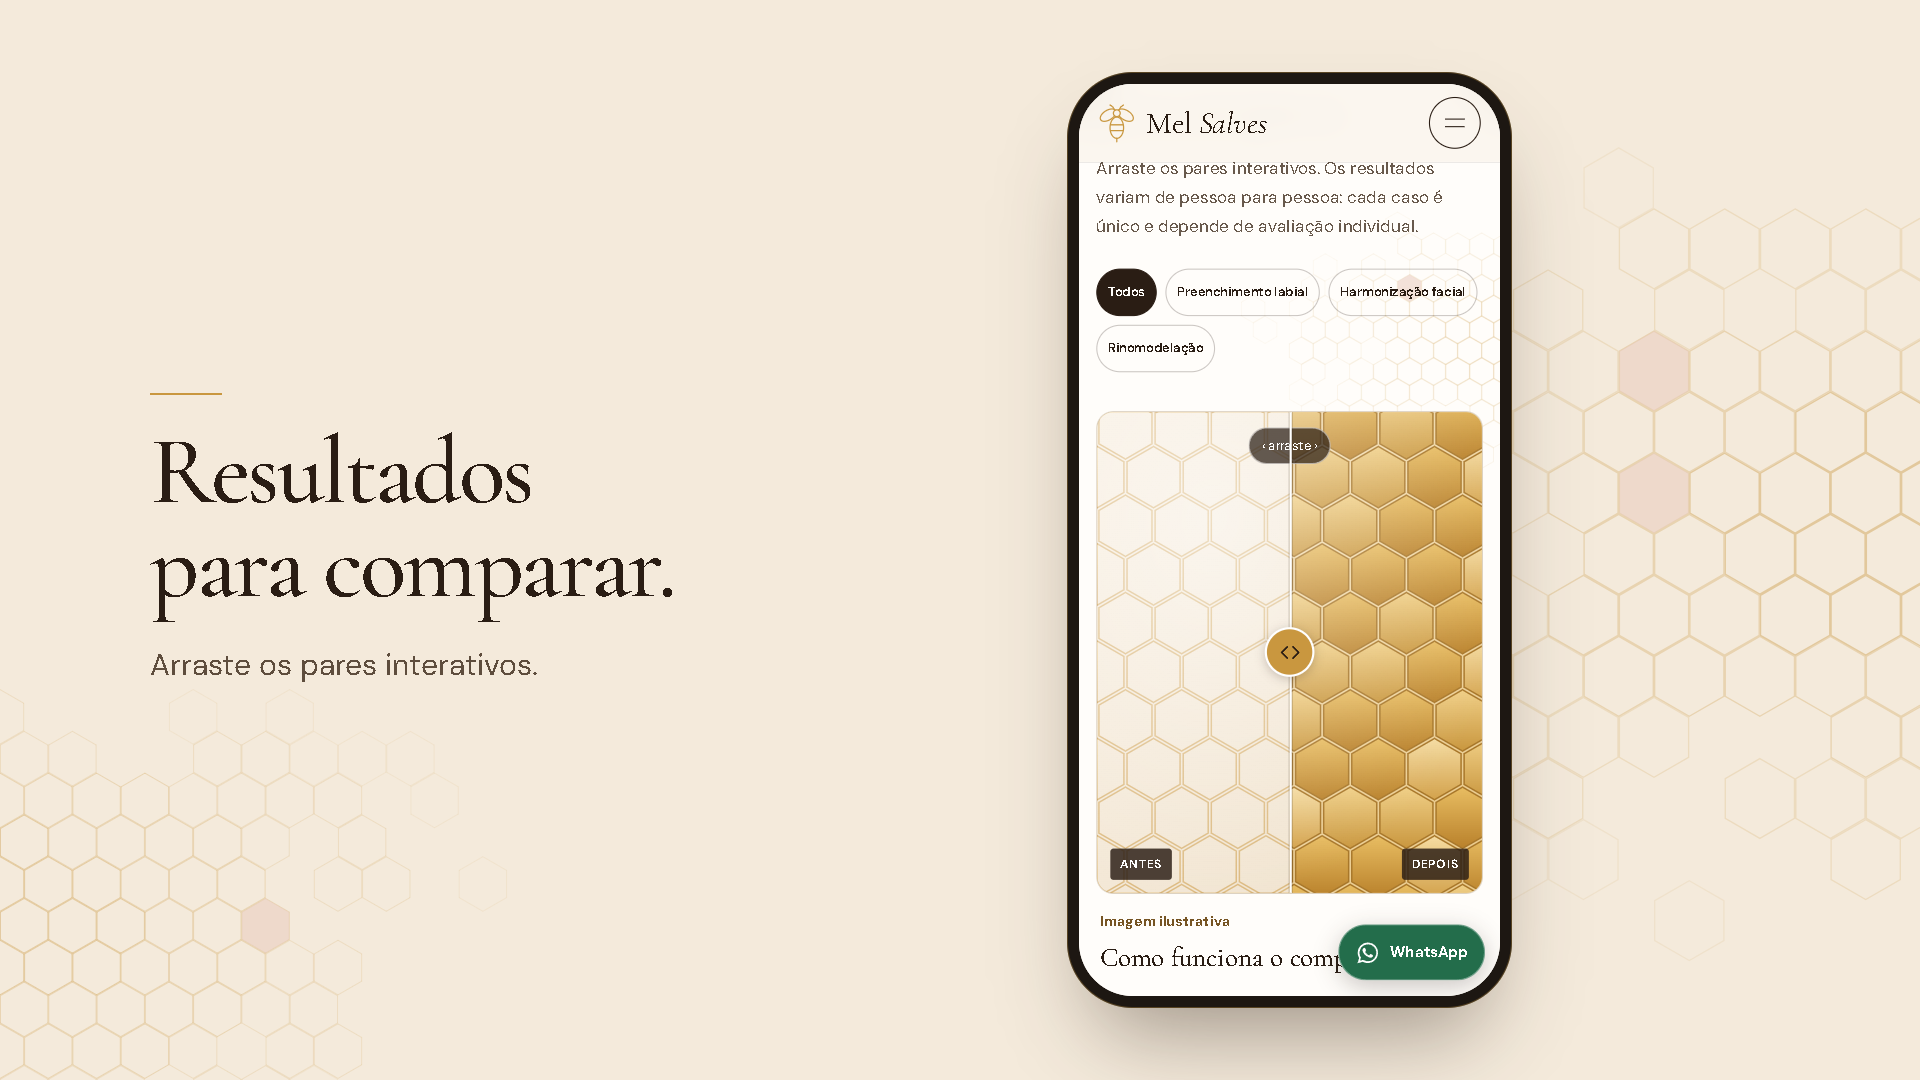 Resultados
para comparar.
Arraste os pares interativos.
Mel Salves
Arraste os pares interativos. Os resultados
variam de pessoa para pessoa: cada caso é
único e depende de avaliação individual.
Todos
Preenchimento labial
Harmonização facial
Rinomodelação
‹ arraste ›
ANTES
DEPOIS
Imagem ilustrativa
Como funciona o comp
WhatsApp